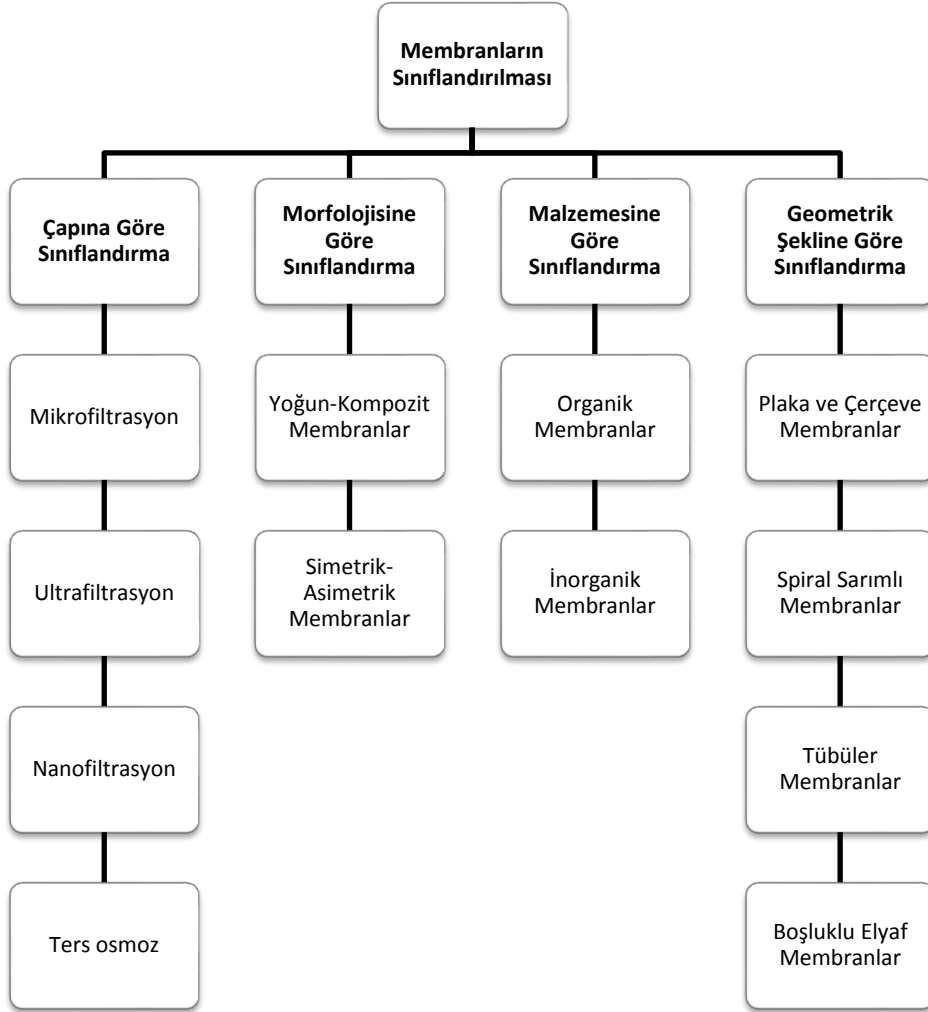 Membranların
Sınıflandırılması
Çapına Göre
Sınıflandırma
Morfolojisine
Göre
Sınıflandırma
Malzemesine
Göre
Sınıflandırma
Geometrik
Şekline Göre
Sınıflandırma
Mikrofiltrasyon
Yoğun-Kompozit
Membranlar
Organik
Membranlar
Plaka ve Çerçeve
Membranlar
Ultrafiltrasyon
Simetrik-
Asimetrik
Membranlar
İnorganik
Membranlar
Spiral Sarımlı
Membranlar
Nanofiltrasyon
Tübüler
Membranlar
Ters osmoz
Boşluklu Elyaf
Membranlar